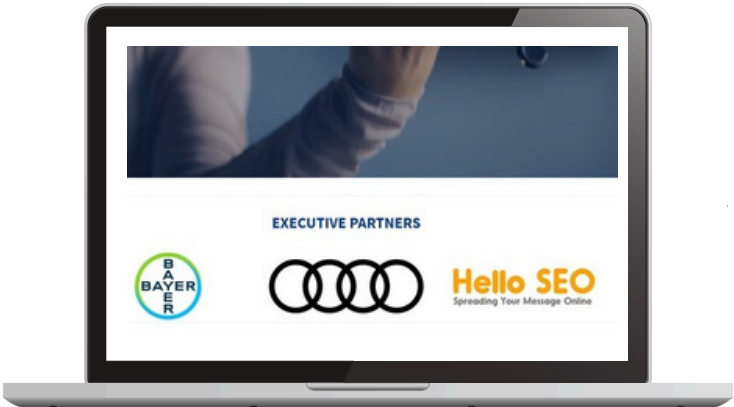 EXECUTIVE PARTNERS
BAYER
BAYER
Hello SEO
Spreading Your Message Online